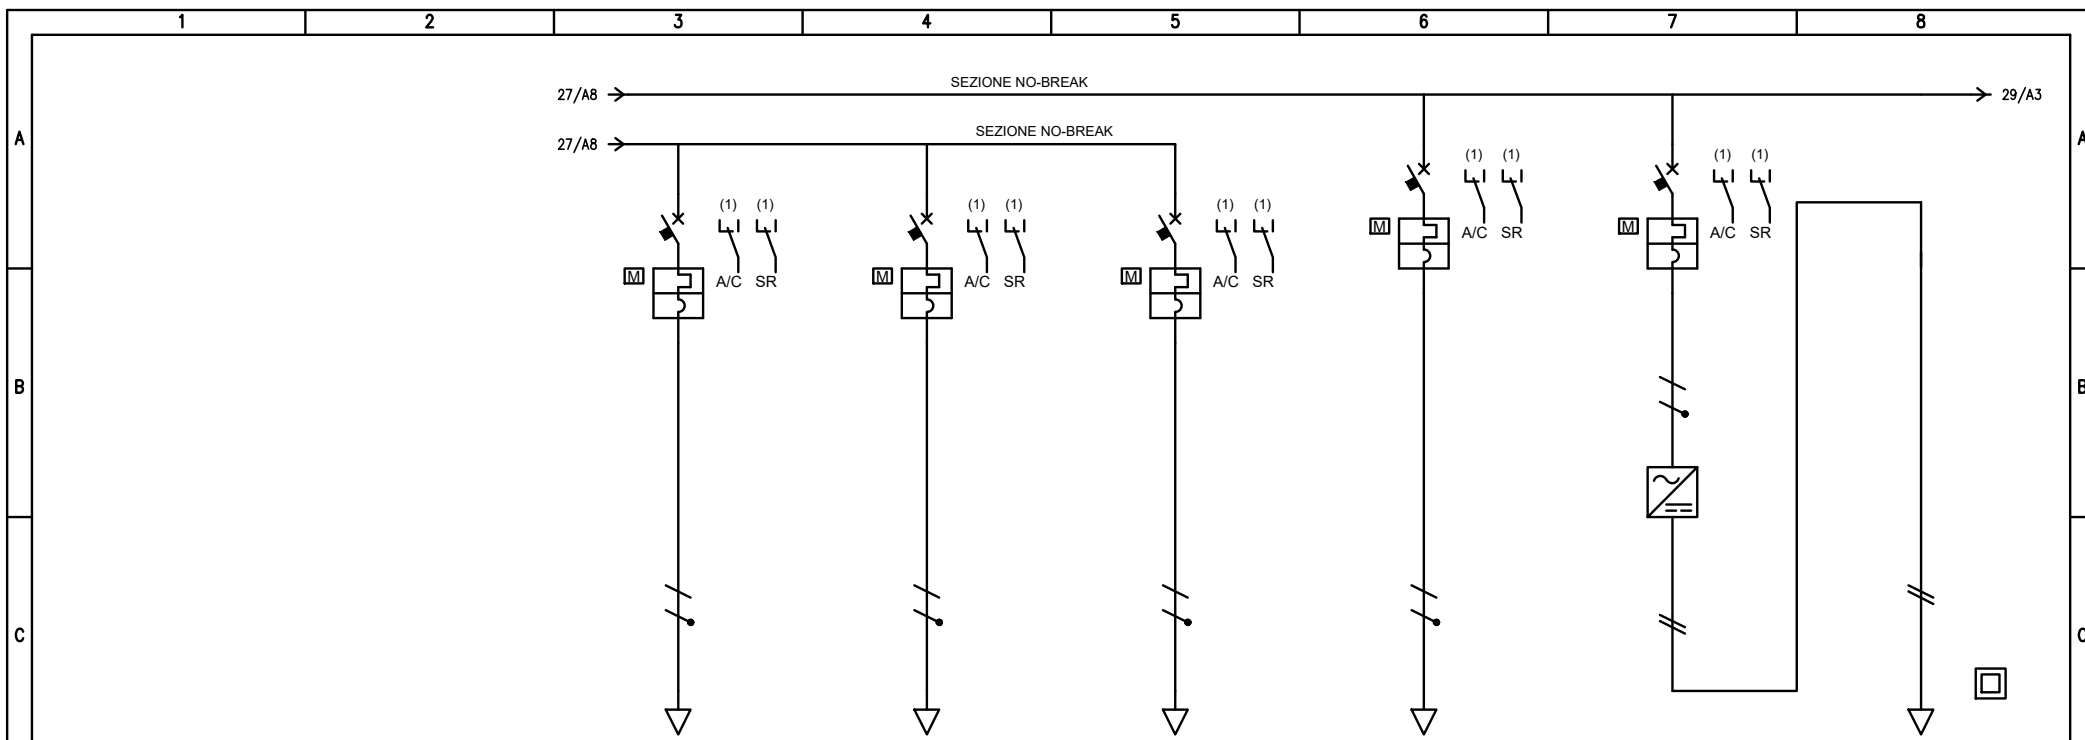 1 2 3 4 5 6 7 8
SEZIONE NO-BREAK
27/A8 29/A3
A A
SEZIONE NO-BREAK
27/A8
(1) (1) (1) (1)
(1) (1) (1) (1) (1) (1)
M A/C SR M A/C SR
M A/C SR M A/C SR M A/C SR
B B
C C